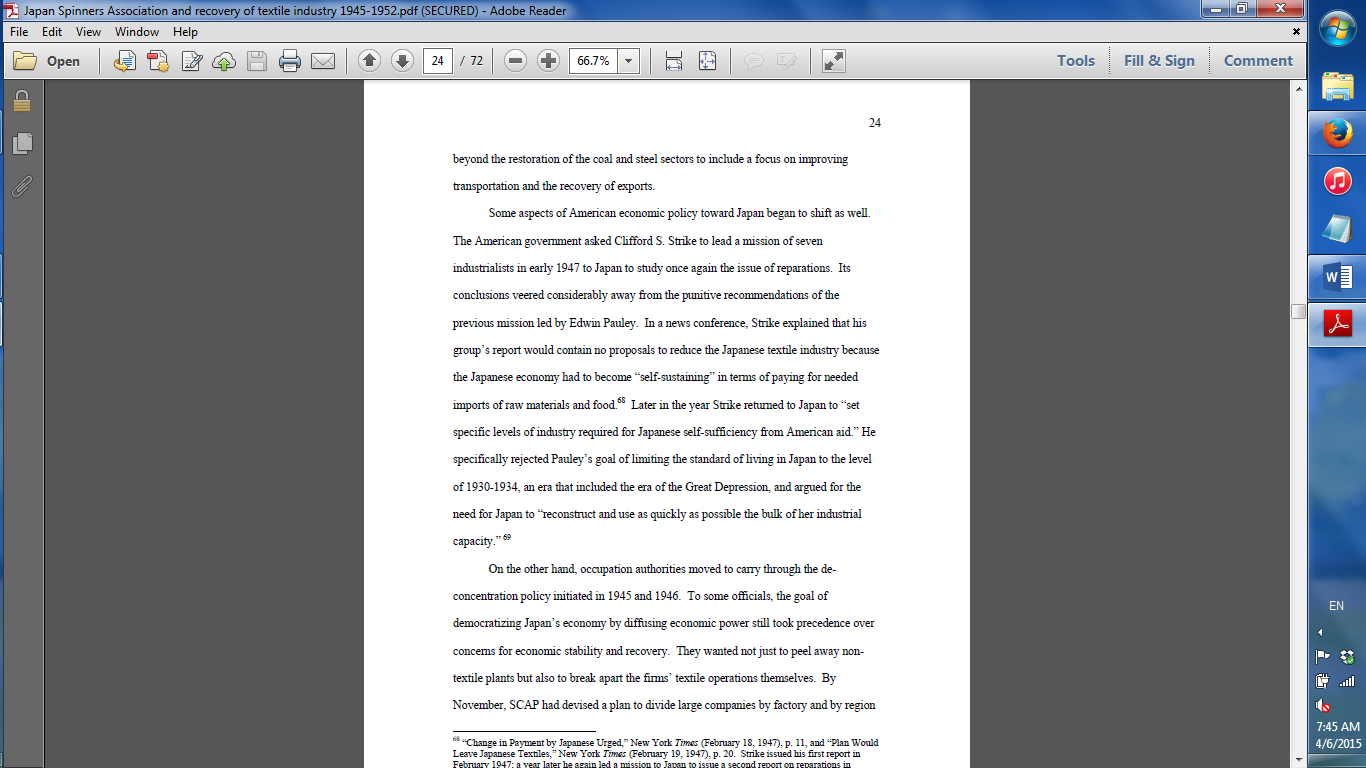 Japan Spinners Association and recovery of textile industry 1945-1952.pdf (SECURED) - Adobe Reader
File Edit View Window Help
Open 24 / 72 66.7% Tools Fill & Sign Comment
24
beyond the restoration of the coal and steel sectors to include a focus on improving
transportation and the recovery of exports.
Some aspects of American economic policy toward Japan began to shift as well.
The American government asked Clifford S. Strike to lead a mission of seven
industrialists in early 1947 to Japan to study once again the issue of reparations. Its
conclusions veered considerably away from the punitive recommendations of the
previous mission led by Edwin Pauley. In a news conference, Strike explained that his
group’s report would contain no proposals to reduce the Japanese textile industry because
the Japanese economy had to become “self-sustaining” in terms of paying for needed
imports of raw materials and food.68 Later in the year Strike returned to Japan to “set
specific levels of industry required for Japanese self-sufficiency from American aid.” He
specifically rejected Pauley’s goal of limiting the standard of living in Japan to the level
of 1930-1934, an era that included the era of the Great Depression, and argued for the
need for Japan to “reconstruct and use as quickly as possible the bulk of her industrial
capacity.” 69
On the other hand, occupation authorities moved to carry through the de-
concentration policy initiated in 1945 and 1946. To some officials, the goal of
democratizing Japan’s economy by diffusing economic power still took precedence over
concerns for economic stability and recovery. They wanted not just to peel away non-
textile plants but also to break apart the firms’ textile operations themselves. By
November, SCAP had devised a plan to divide large companies by factory and by region
68 “Change in Payment by Japanese Urged,” New York Times (February 18, 1947), p. 11, and “Plan Would
Leave Japanese Textiles,” New York Times (February 19, 1947), p. 20. Strike issued his first report in
February 1947; a year later he again led a mission to Japan to issue a second report on reparations in
EN
7:45 AM
4/6/2015